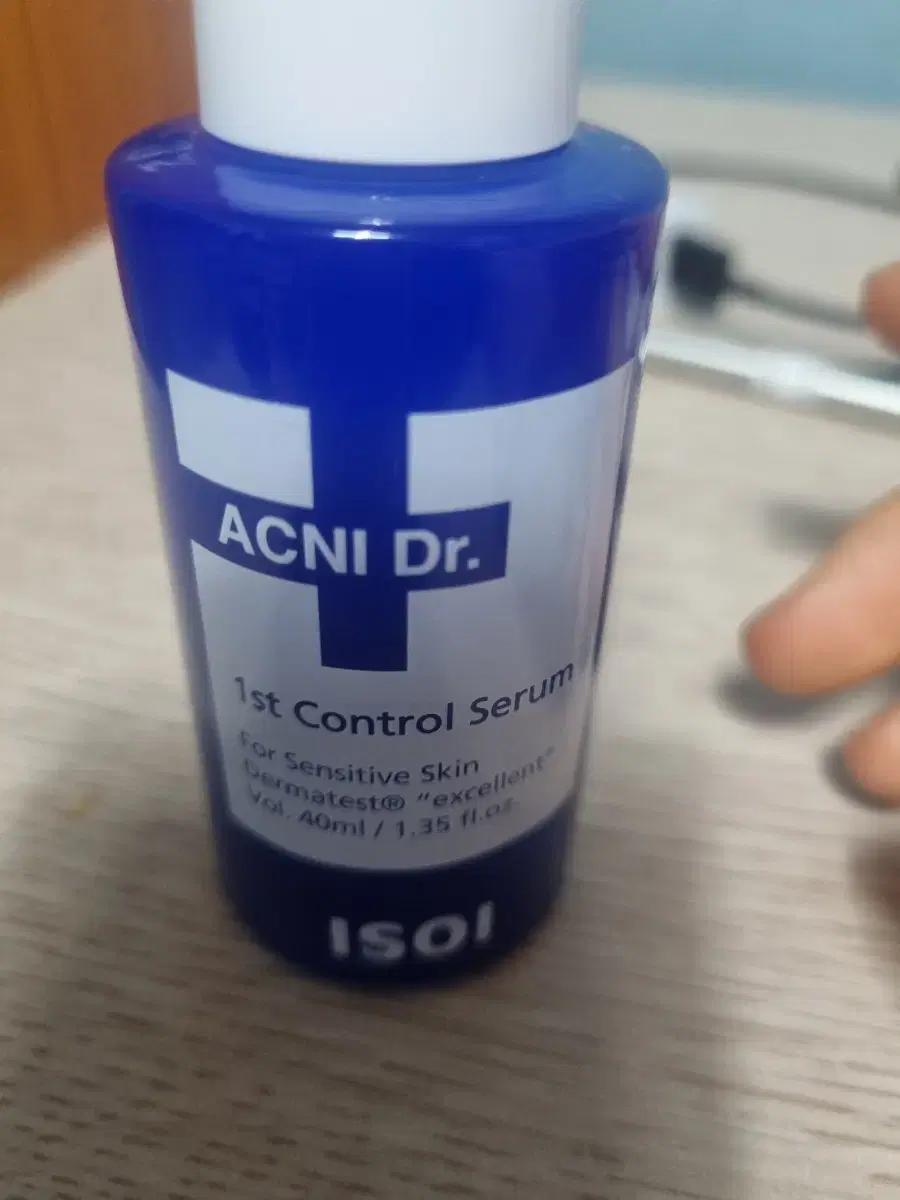 ACNI Dr.
1st Control Serum
For Sensitive Skin
Dermatest® "excellent"
Vol. 40ml / 1.35 fl.oz.
ISOI